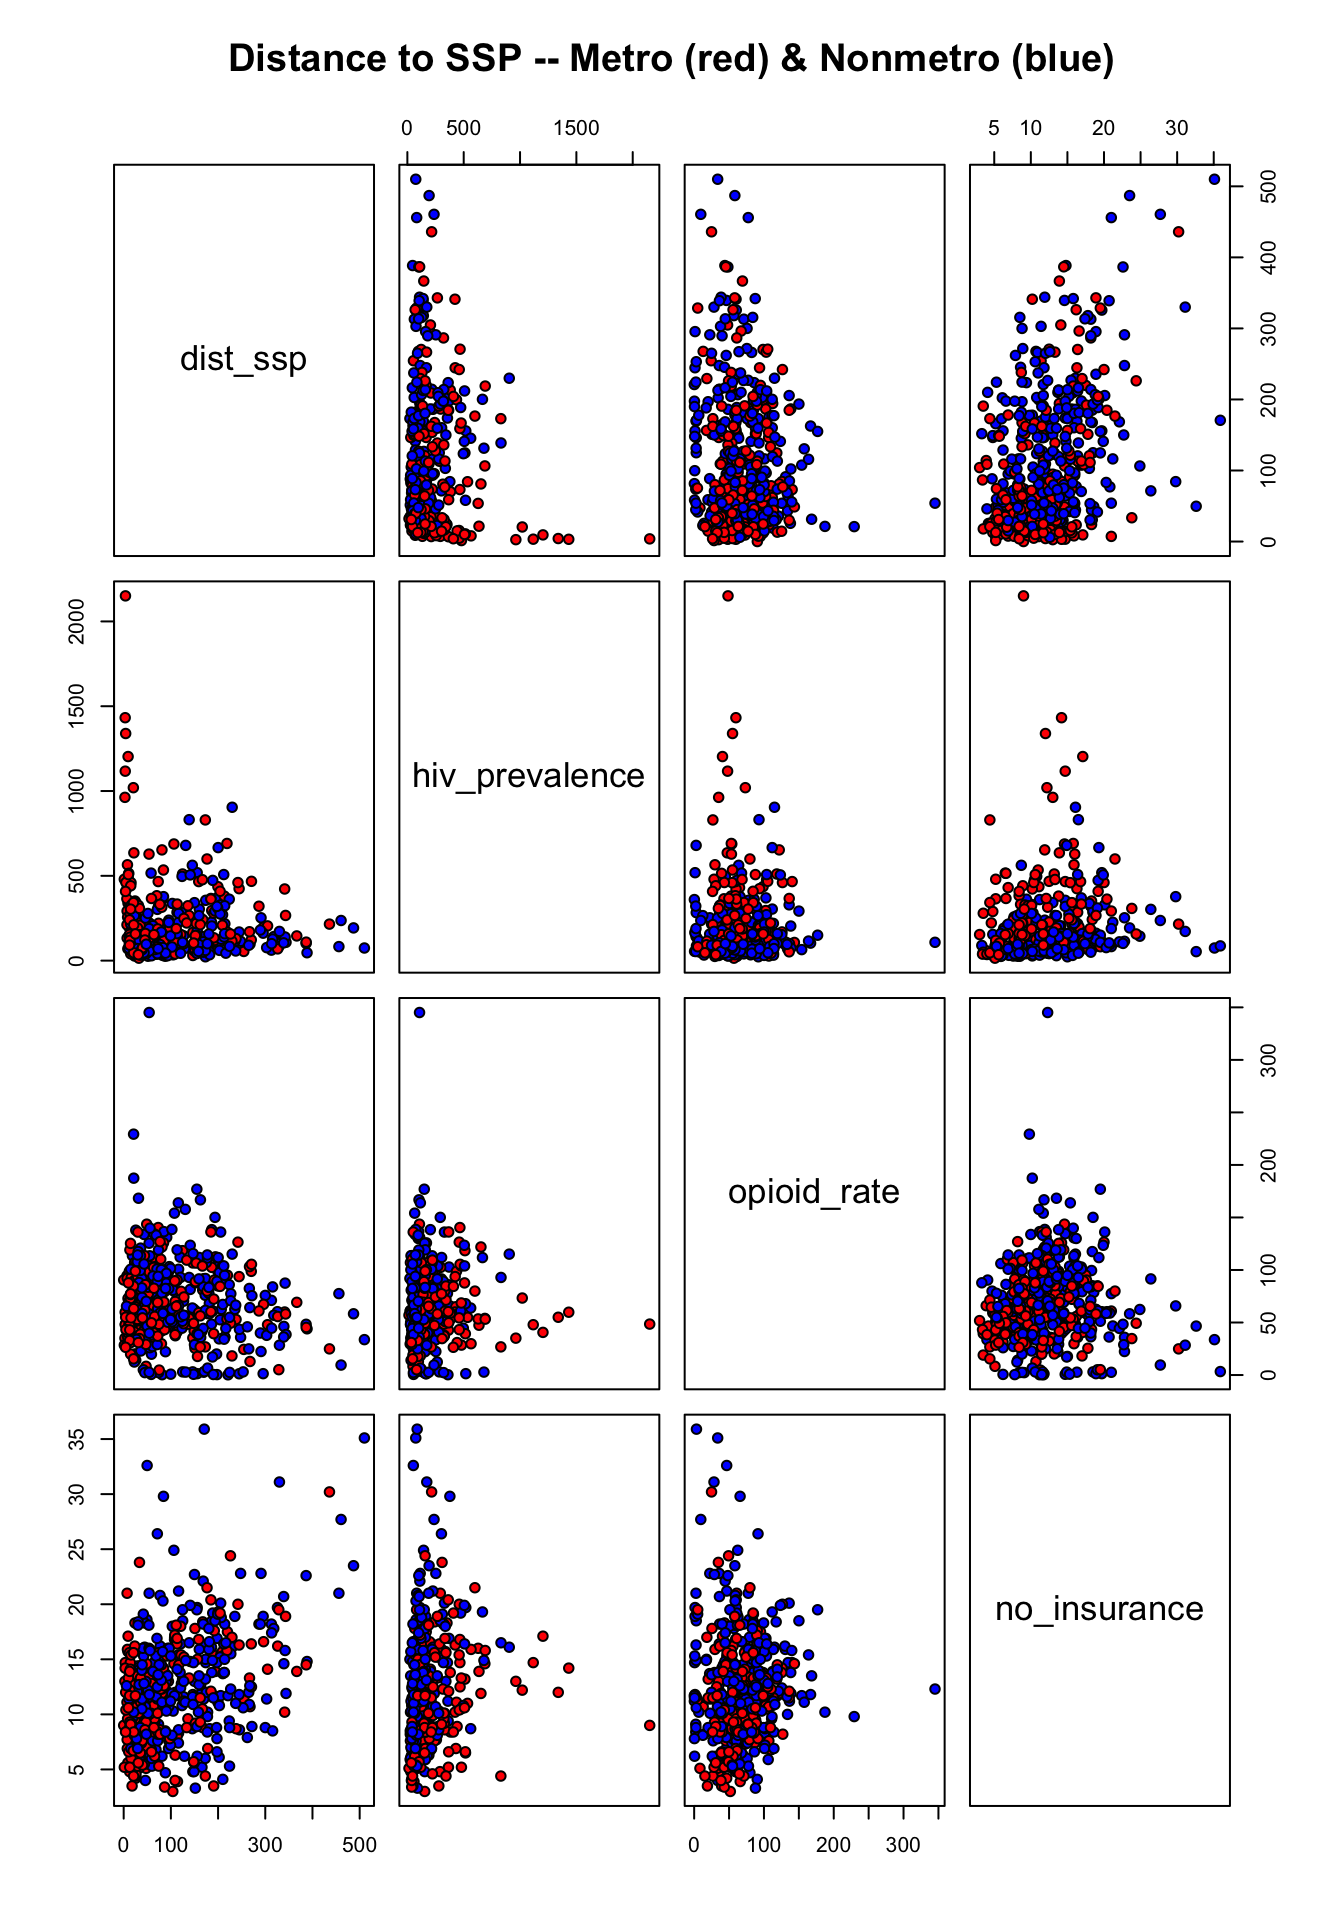 Distance to SSP -- Metro (red) & Nonmetro (blue)
0 500 1500
5 10 20 30
dist_ssp
0 100 200 300 400 500
0 500 1000 1500 2000
hiv_prevalence
opioid_rate
0 50 100 200 300
5 10 15 20 25 30 35
no_insurance
0 100 300 500
0 100 200 300